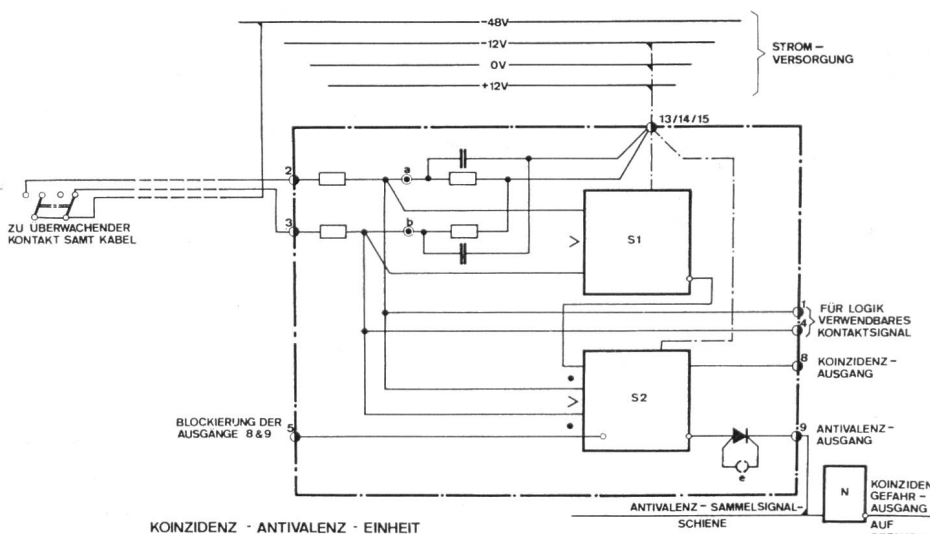 -48V
-12V
0V
+12V
STROM-
VERSORGUNG
13/14/15
2
a
3
b
ZU ÜBERWACHENDER
KONTAKT SAMT KABEL
>
S1
1
FÜR LOGIK
VERWENDBARES
KONTAKTSIGNAL
4
8
KOINZIDENZ-
AUSGANG
>
S2
BLOCKIERUNG DER
AUSGÄNGE 8&9
5
9
ANTIVALENZ-
AUSGANG
e
N
KOINZIDEN
GEFAHR-
AUSGANG
ANTIVALENZ-SAMMELSIGNAL-
SCHIENE
AUF
KOINZIDENZ - ANTIVALENZ - EINHEIT